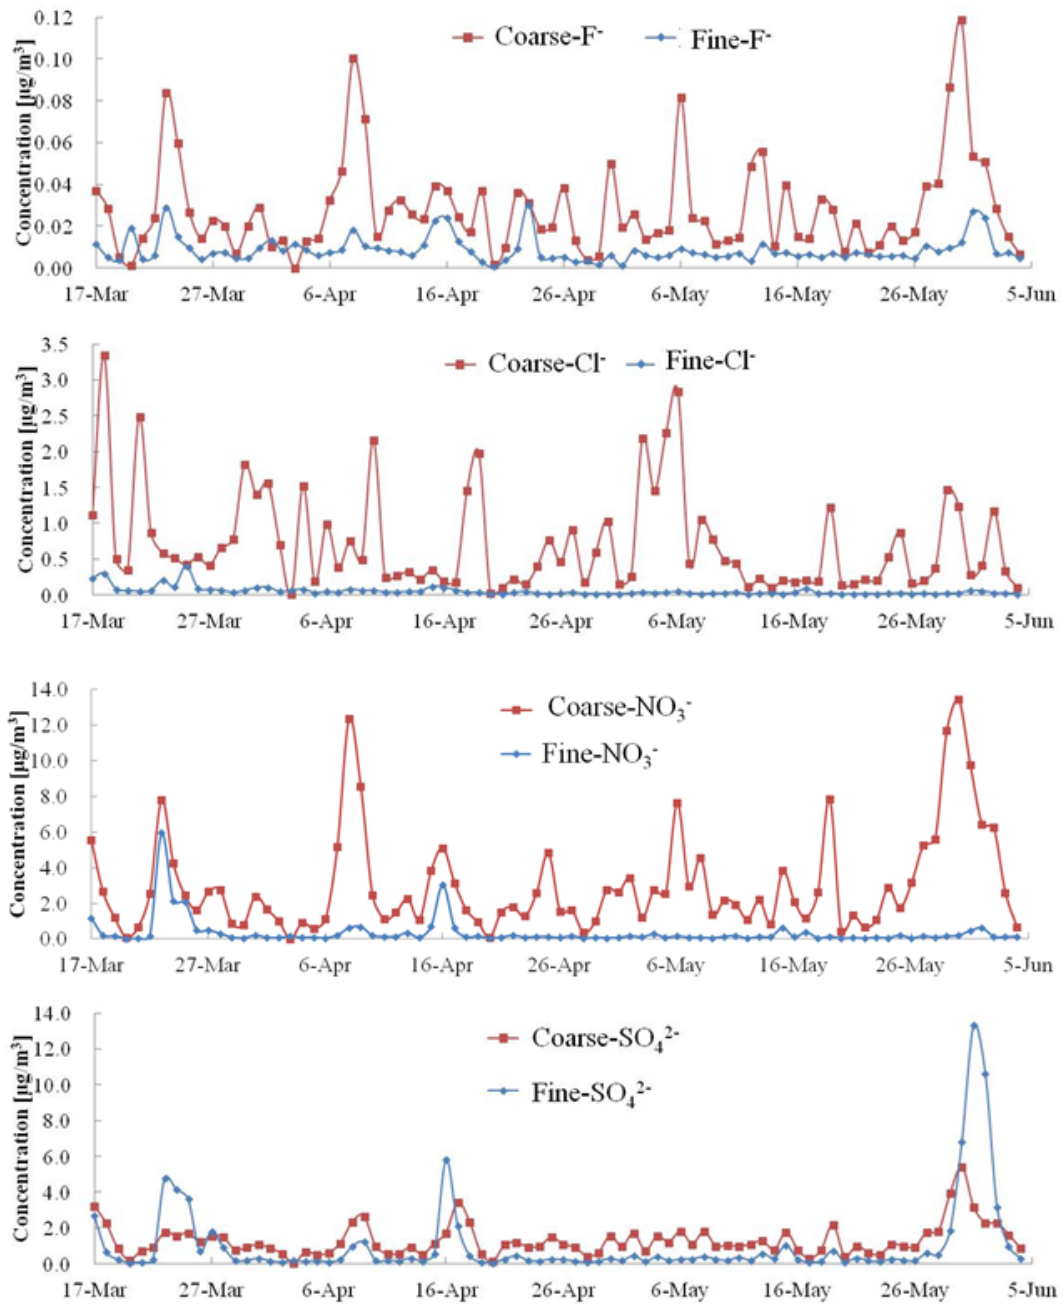 Concentration [µg/m³]
0.12
0.10
0.08
0.06
0.04
0.02
0.00
Coarse-F⁻ Fine-F⁻
17-Mar 27-Mar 6-Apr 16-Apr 26-Apr 6-May 16-May 26-May 5-Jun
Concentration [µg/m³]
3.5
3.0
2.5
2.0
1.5
1.0
0.5
0.0
Coarse-Cl⁻ Fine-Cl⁻
17-Mar 27-Mar 6-Apr 16-Apr 26-Apr 6-May 16-May 26-May 5-Jun
Concentration [µg/m³]
14.0
12.0
10.0
8.0
6.0
4.0
2.0
0.0
Coarse-NO₃⁻
Fine-NO₃⁻
17-Mar 27-Mar 6-Apr 16-Apr 26-Apr 6-May 16-May 26-May 5-Jun
Concentration [µg/m³]
14.0
12.0
10.0
8.0
6.0
4.0
2.0
0.0
Coarse-SO₄²⁻
Fine-SO₄²⁻
17-Mar 27-Mar 6-Apr 16-Apr 26-Apr 6-May 16-May 26-May 5-Jun